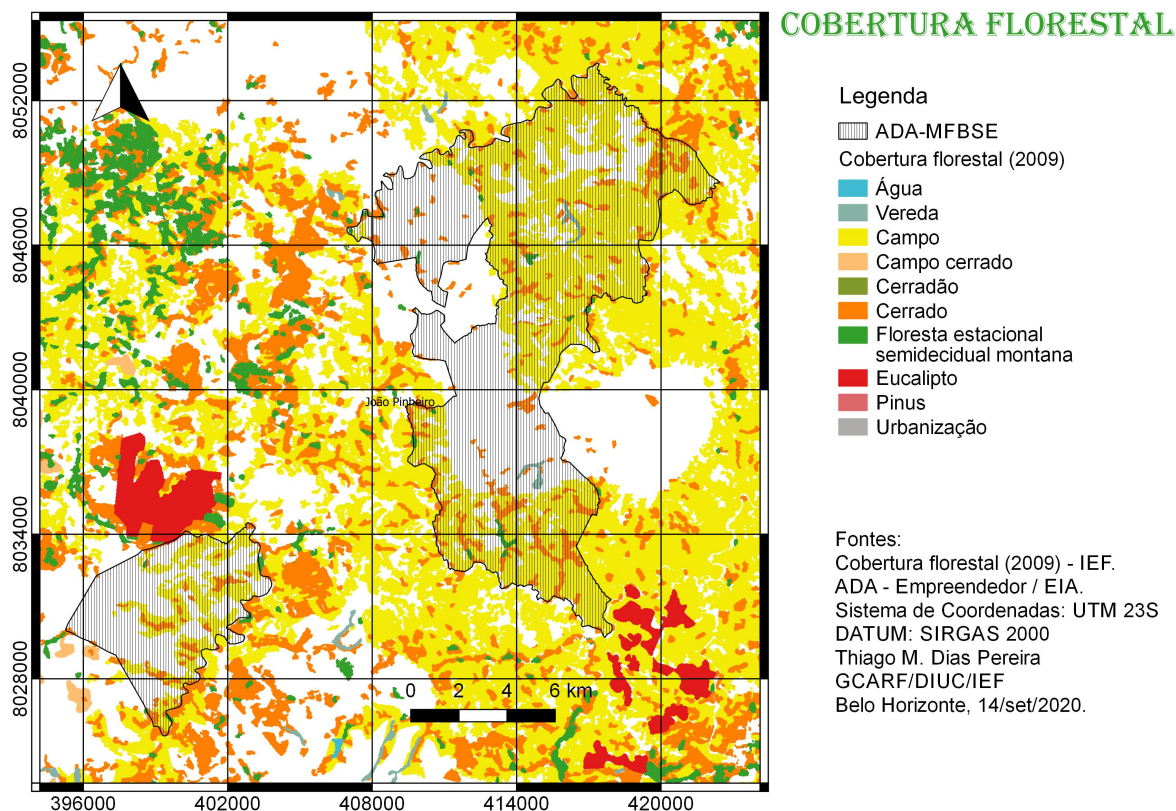 COBERTURA FLORESTAL
Legenda
ADA-MFBSE
Cobertura florestal (2009)
Água
Vereda
Campo
Campo cerrado
Cerradão
Cerrado
Floresta estacional
semidecidual montana
Eucalipto
Pinus
Urbanização
Fontes:
Cobertura florestal (2009) - IEF.
ADA - Empreendedor / EIA.
Sistema de Coordenadas: UTM 23S
DATUM: SIRGAS 2000
Thiago M. Dias Pereira
GCARF/DIUC/IEF
Belo Horizonte, 14/set/2020.
8052000
8046000
8040000
8034000
8028000
João Pinheiro
0 2 4 6 km
396000 402000 408000 414000 420000